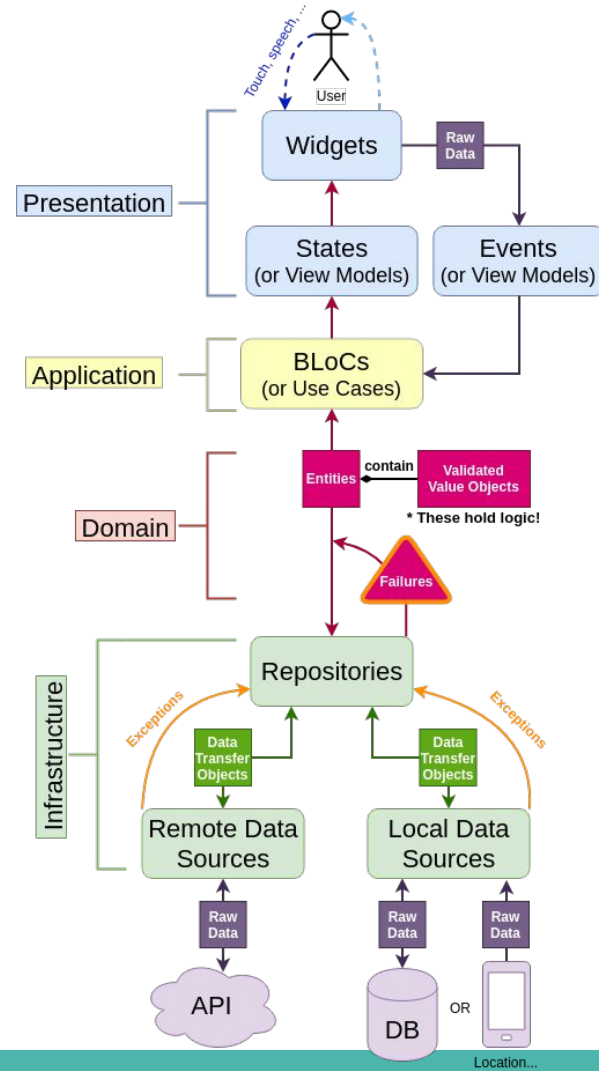 Touch, speech, ...
User
Widgets
Raw
Data
Presentation
States
(or View Models)
Events
(or View Models)
Application
BLoCs
(or Use Cases)
Entities
contain
Validated
Value Objects
* These hold logic!
Domain
Failures
Repositories
Infrastructure
Exceptions
Exceptions
Data
Transfer
Objects
Data
Transfer
Objects
Remote Data
Sources
Local Data
Sources
Raw
Data
Raw
Data
Raw
Data
API
DB
OR
Location...